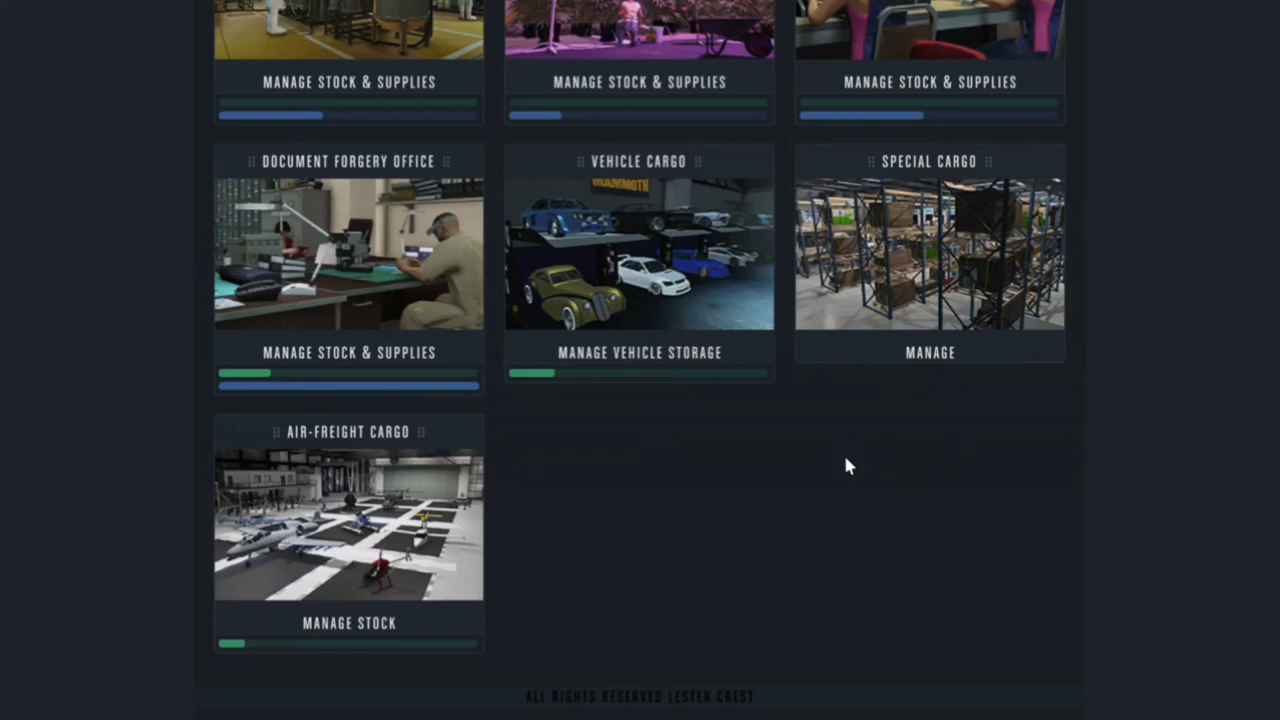 MANAGE STOCK & SUPPLIES
MANAGE STOCK & SUPPLIES
MANAGE STOCK & SUPPLIES
DOCUMENT FORGERY OFFICE
VEHICLE CARGO
SPECIAL CARGO
MAMMOTH
MANAGE STOCK & SUPPLIES
MANAGE VEHICLE STORAGE
MANAGE
AIR-FREIGHT CARGO
MANAGE STOCK
ALL RIGHTS RESERVED LESTER CREST